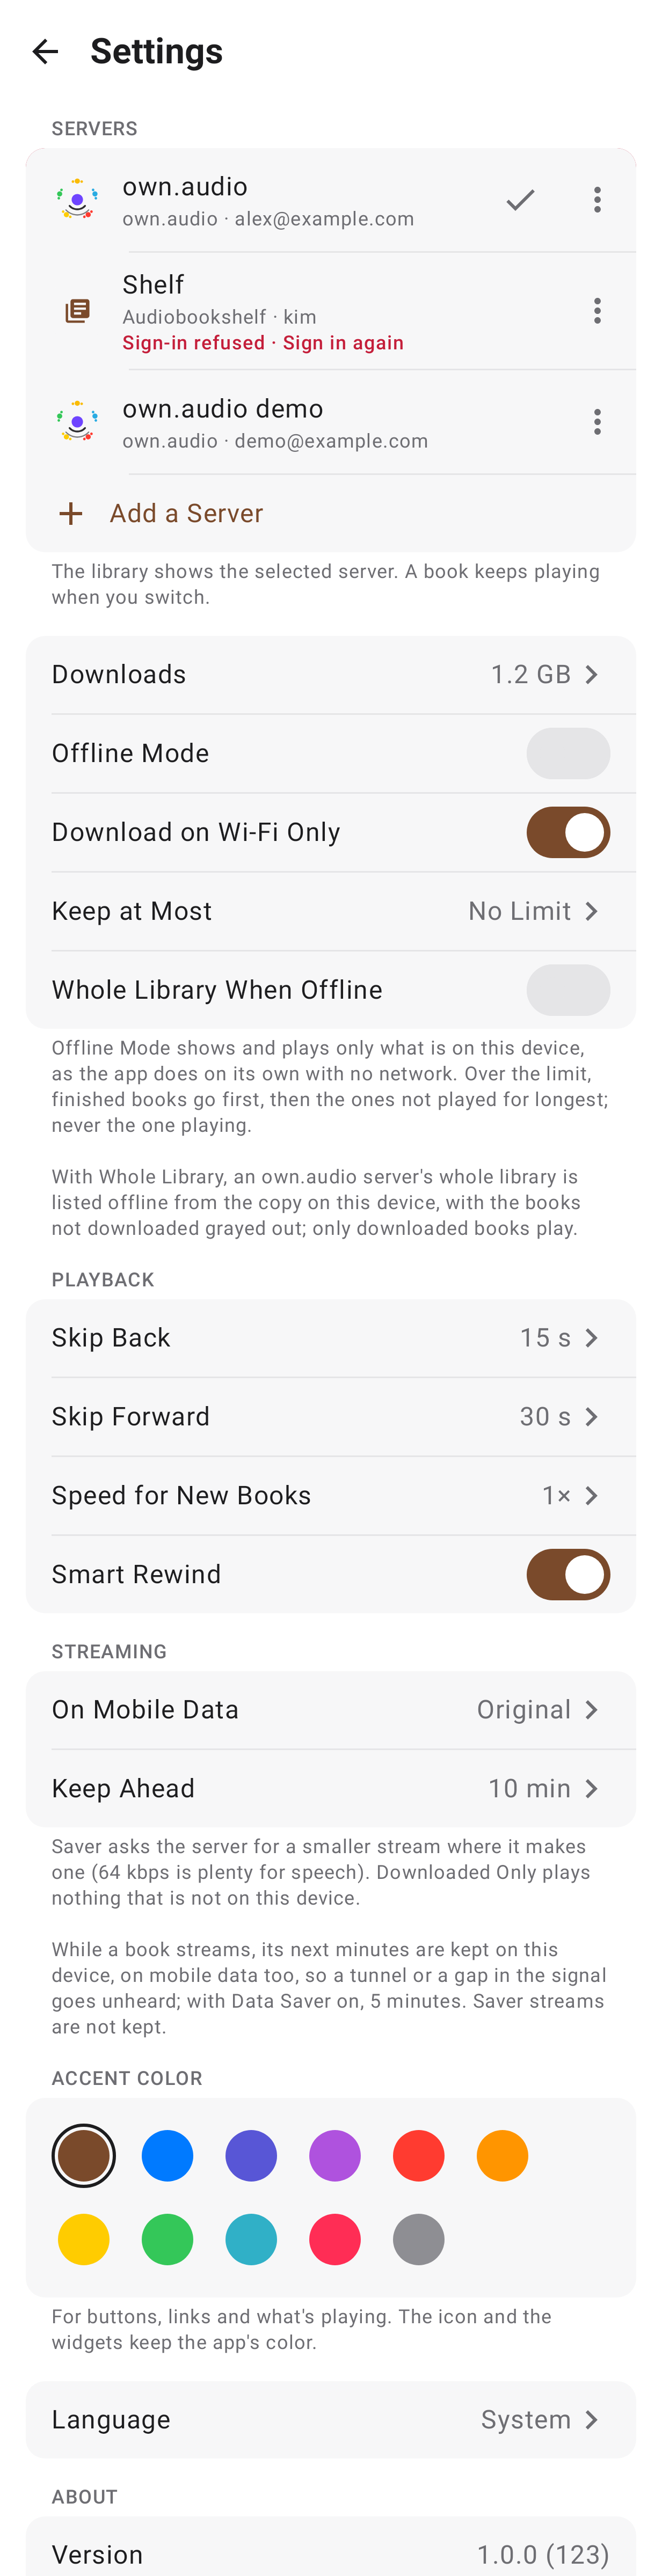 Settings
SERVERS
own.audio
own.audio · alex@example.com
Shelf
Audiobookshelf · kim
Sign-in refused · Sign in again
own.audio demo
own.audio · demo@example.com
Add a Server
The library shows the selected server. A book keeps playing
when you switch.
Downloads 1.2 GB
Offline Mode
Download on Wi-Fi Only
Keep at Most No Limit
Whole Library When Offline
Offline Mode shows and plays only what is on this device,
as the app does on its own with no network. Over the limit,
finished books go first, then the ones not played for longest;
never the one playing.
With Whole Library, an own.audio server's whole library is
listed offline from the copy on this device, with the books
not downloaded grayed out; only downloaded books play.
PLAYBACK
Skip Back 15 s
Skip Forward 30 s
Speed for New Books 1×
Smart Rewind
STREAMING
On Mobile Data Original
Keep Ahead 10 min
Saver asks the server for a smaller stream where it makes
one (64 kbps is plenty for speech). Downloaded Only plays
nothing that is not on this device.
While a book streams, its next minutes are kept on this
device, on mobile data too, so a tunnel or a gap in the signal
goes unheard; with Data Saver on, 5 minutes. Saver streams
are not kept.
ACCENT COLOR
For buttons, links and what's playing. The icon and the
widgets keep the app's color.
Language System
ABOUT
Version 1.0.0 (123)